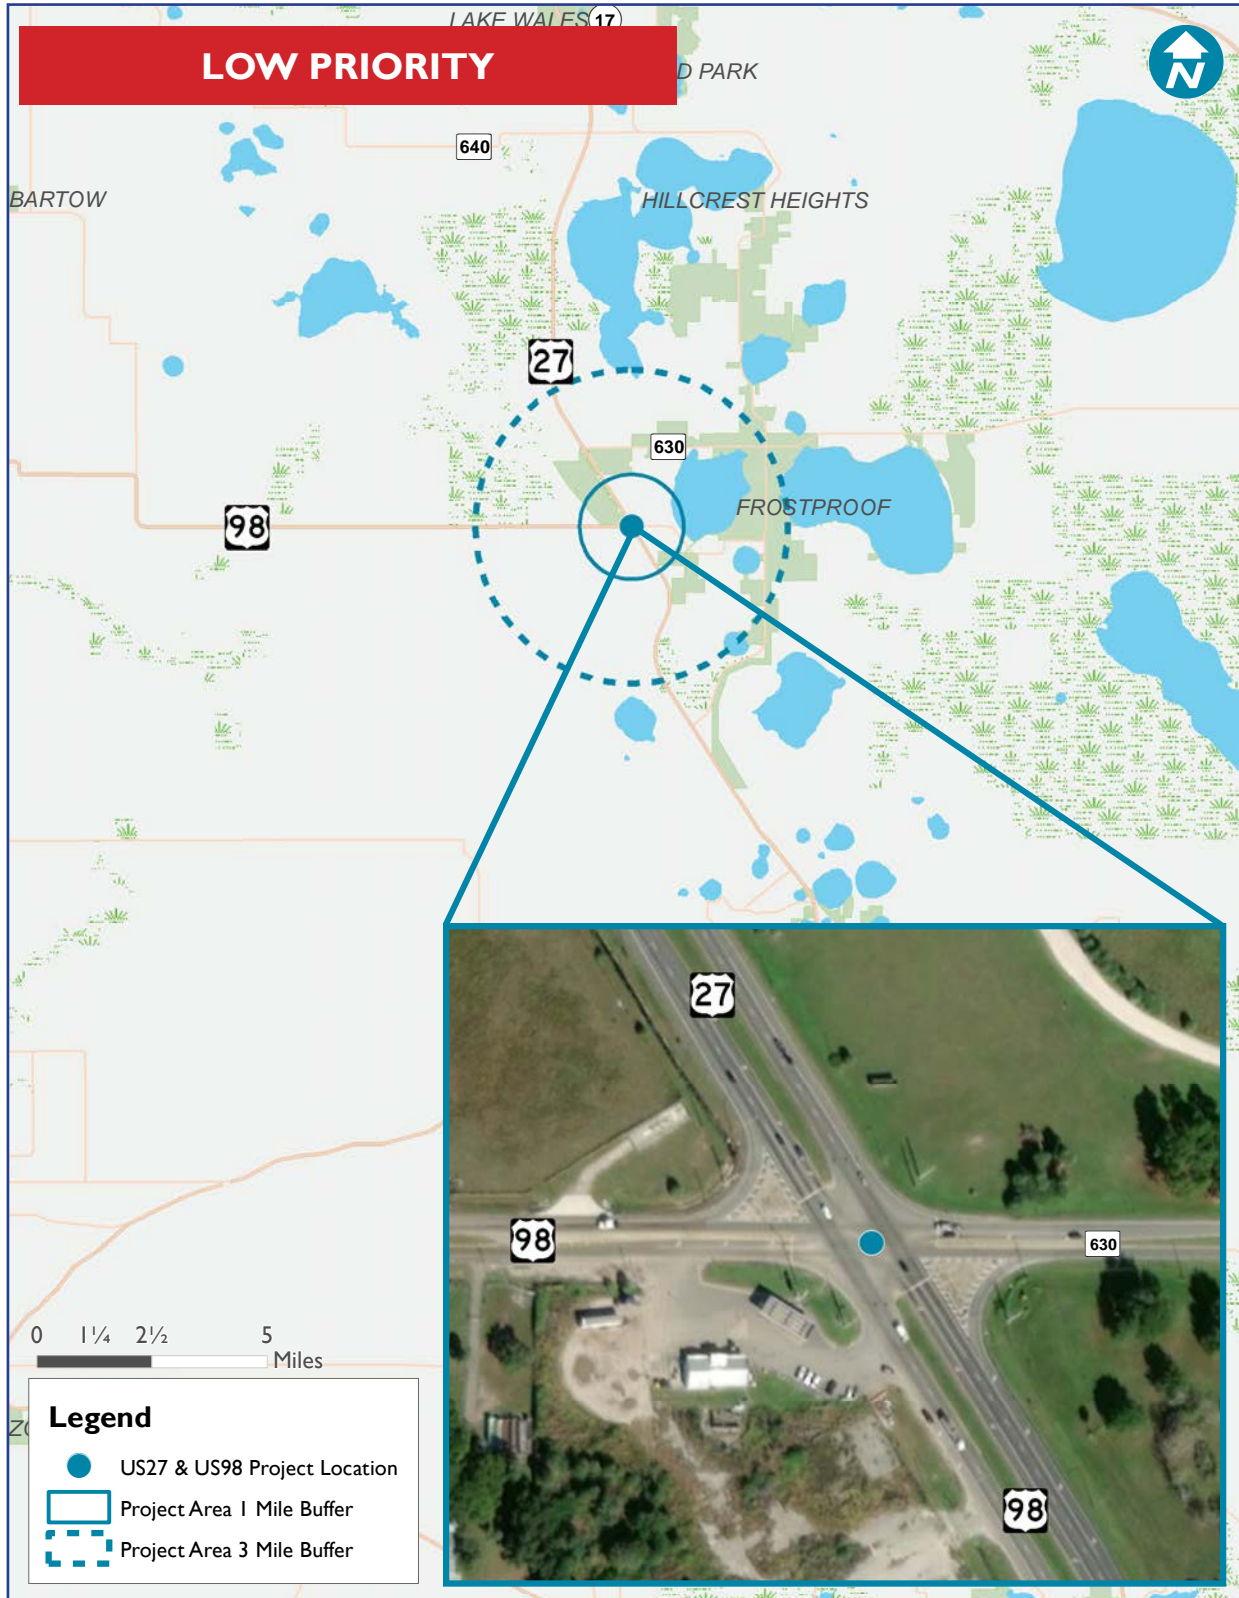 LAKE WALES
17
LOW PRIORITY
D PARK
N
640
BARTOW
HILLCREST HEIGHTS
27
630
FROSTPROOF
98
27
98
630
98
0 1¼ 2½ 5
Miles
Legend
US27 & US98 Project Location
Project Area 1 Mile Buffer
Project Area 3 Mile Buffer